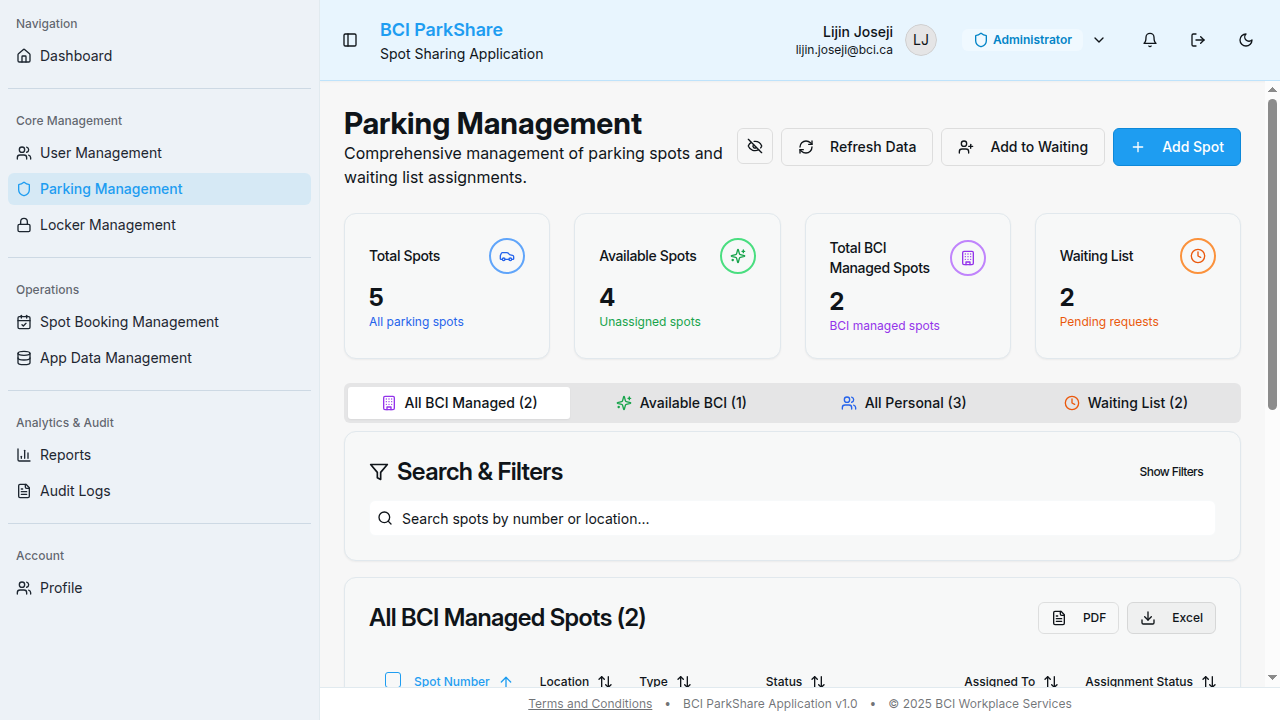 Navigation
Dashboard
Core Management
User Management
Parking Management
Locker Management
Operations
Spot Booking Management
App Data Management
Analytics & Audit
Reports
Audit Logs
Account
Profile
BCI ParkShare
Spot Sharing Application
Lijin Joseji
lijin.joseji@bci.ca
LJ
Administrator
Parking Management
Comprehensive management of parking spots and
waiting list assignments.
Refresh Data
Add to Waiting
Add Spot
Total Spots
5
All parking spots
Available Spots
4
Unassigned spots
Total BCI
Managed Spots
2
BCI managed spots
Waiting List
2
Pending requests
All BCI Managed (2)
Available BCI (1)
All Personal (3)
Waiting List (2)
Search & Filters
Show Filters
Search spots by number or location...
All BCI Managed Spots (2)
PDF
Excel
Spot Number
Location
Type
Status
Assigned To
Assignment Status
Terms and Conditions • BCI ParkShare Application v1.0 • © 2025 BCI Workplace Services